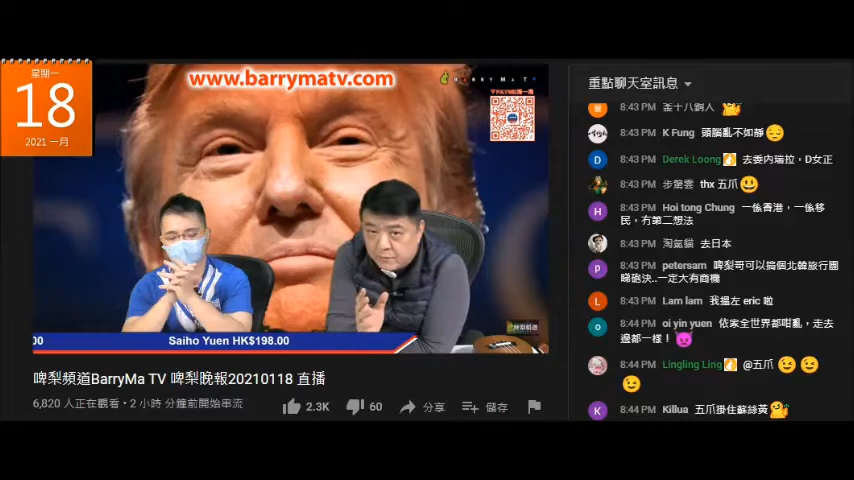 星期一
18
2021 一月
www.barrymatv.com
BARRY MA TV
00
Saiho Yuen HK$198.00
啤梨頻道BarryMa TV 啤梨晚報20210118 直播
6,820 人正在觀看 • 2 小時 分鐘前開始串流
2.3K
60
分享
儲存
重點聊天室訊息
8:43 PM
8:43 PM K Fung 頭腦亂不如靜
8:43 PM Derek Loong 去委內瑞拉，D女正
8:43 PM 步驚雲 thx 五爪
8:43 PM Hoi tong Chung 一係香港，一係移
民，冇第二想法
8:43 PM 淘氣貓 去日本
8:43 PM petersam 啤梨哥可以搞個北韓旅行團
睇砲決..一定大有商機
8:43 PM Lam lam 我搵左 eric 啦
8:44 PM oi yin yuen 依家全世界都咁亂，走去
邊都一樣！
8:44 PM Lingling Ling @五爪
8:44 PM Killua 五爪掛住蘇絲黃